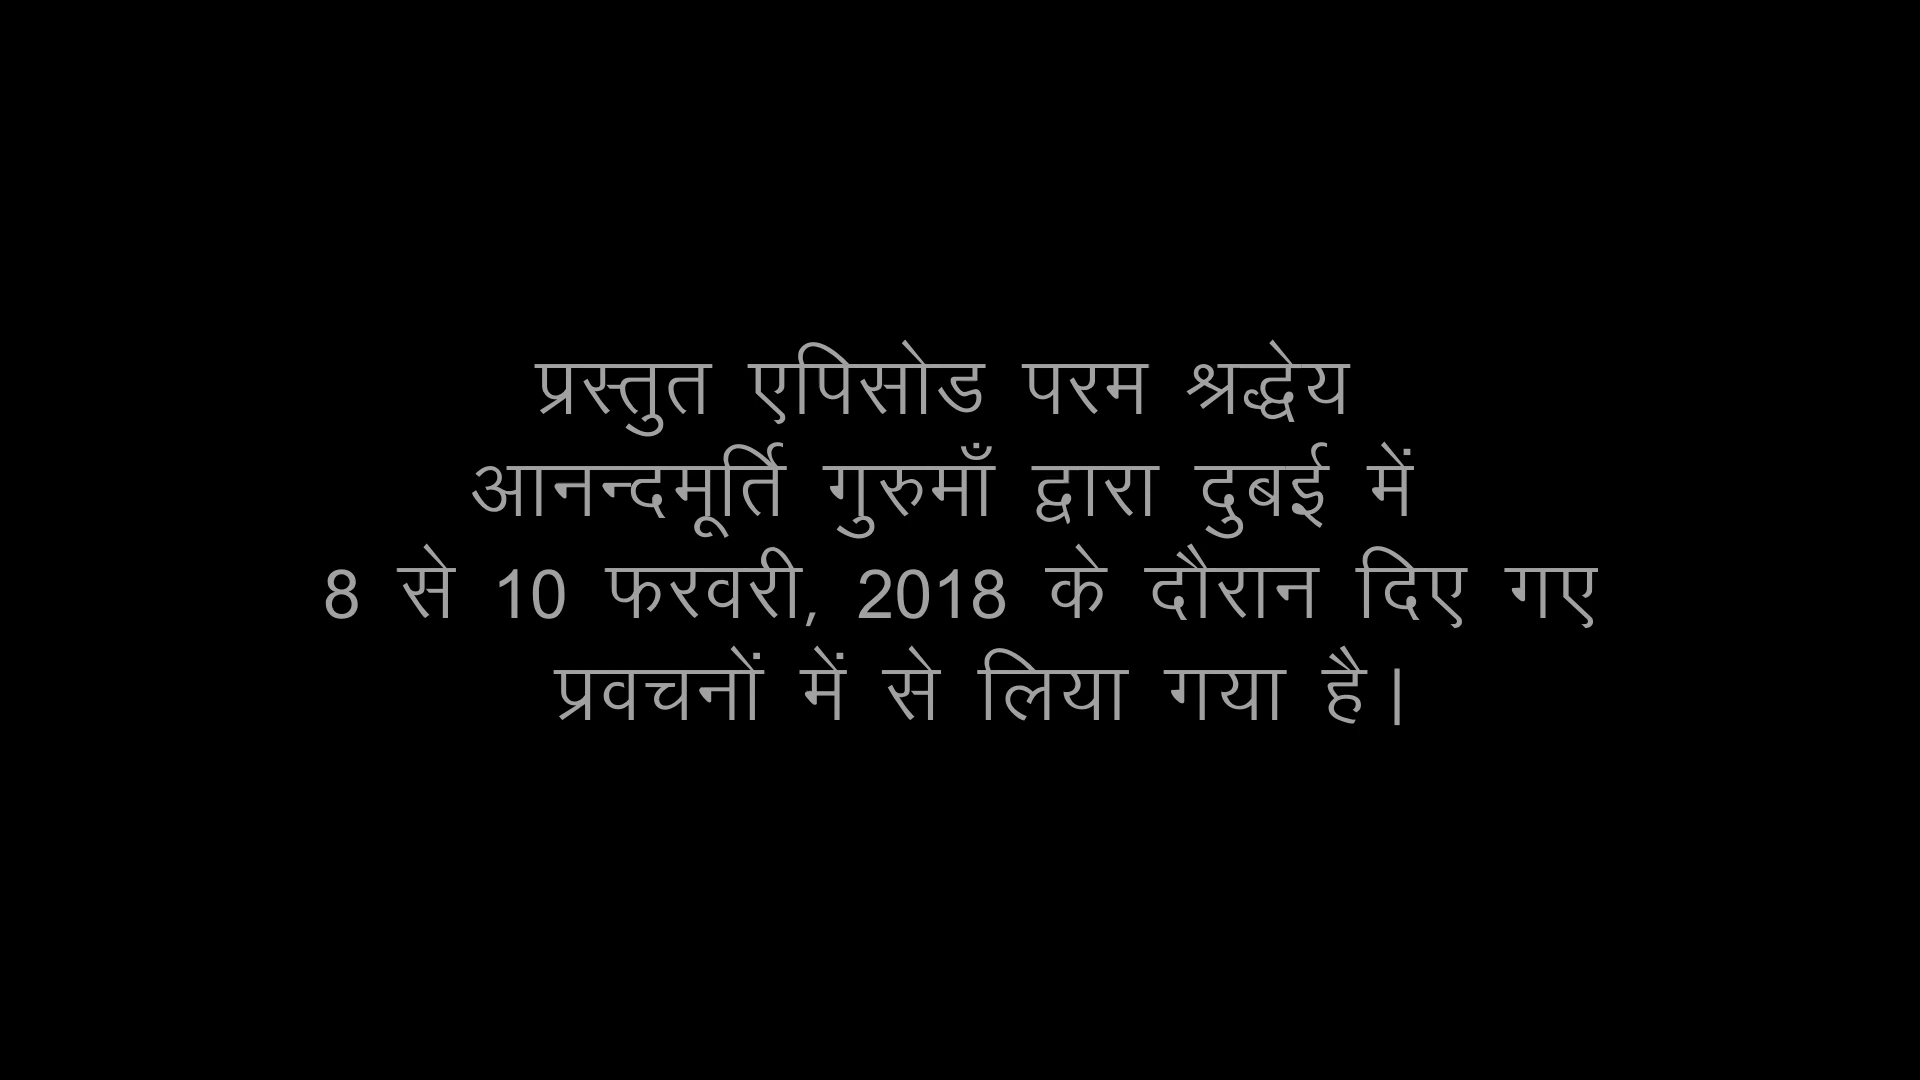 प्रस्तुत एपिसोड परम श्रद्धेय
आनन्दमूर्ति गुरुमाँ द्वारा दुबई में
8 से 10 फरवरी, 2018 के दौरान दिए गए
प्रवचनों में से लिया गया है।